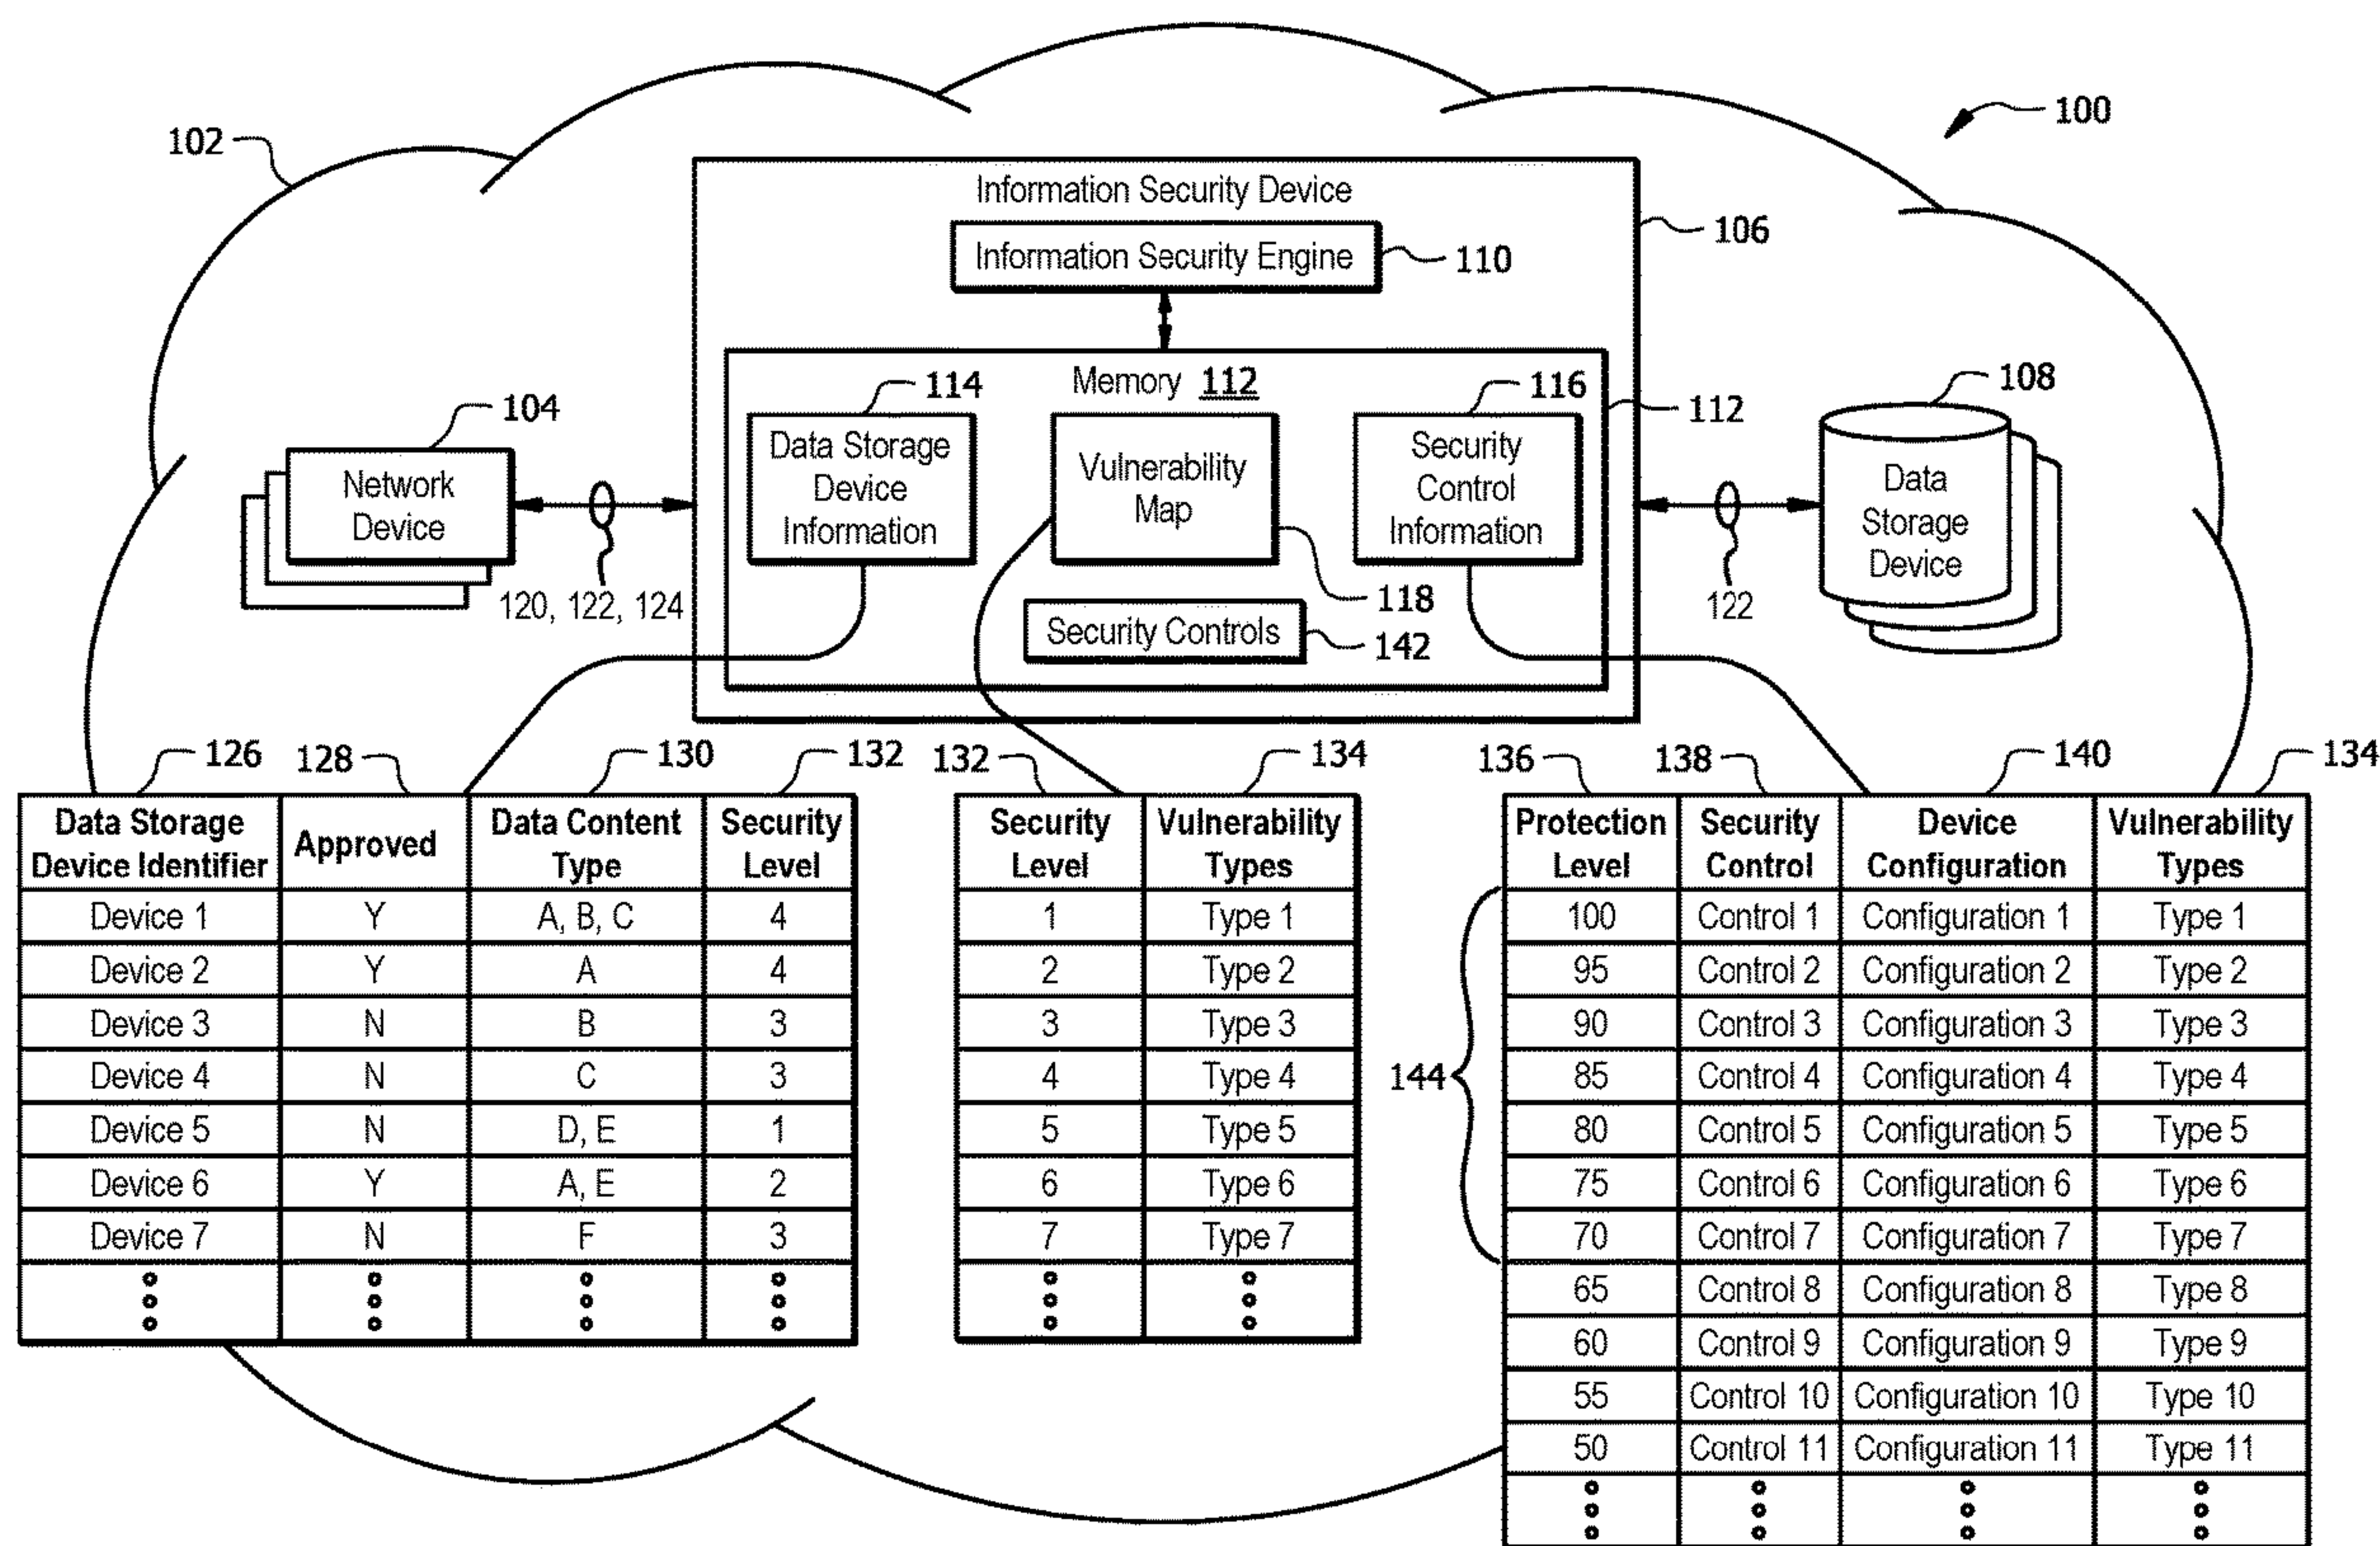 100
102
Information Security Device
106
Information Security Engine
110
Memory 112
114
116
112
108
104
Data Storage
Device
Information
Vulnerability
Map
Security
Control
Information
Network
Device
Data
Storage
Device
120, 122, 124
118
122
Security Controls
142
126
128
130
132
132
134
136
138
140
134
Data Storage
Device Identifier
Approved
Data Content
Type
Security
Level
Device 1 Y A, B, C 4
Device 2 Y A 4
Device 3 N B 3
Device 4 N C 3
Device 5 N D, E 1
Device 6 Y A, E 2
Device 7 N F 3
Security
Level
Vulnerability
Types
1 Type 1
2 Type 2
3 Type 3
4 Type 4
5 Type 5
6 Type 6
7 Type 7
144
Protection
Level
Security
Control
Device
Configuration
Vulnerability
Types
100 Control 1 Configuration 1 Type 1
95 Control 2 Configuration 2 Type 2
90 Control 3 Configuration 3 Type 3
85 Control 4 Configuration 4 Type 4
80 Control 5 Configuration 5 Type 5
75 Control 6 Configuration 6 Type 6
70 Control 7 Configuration 7 Type 7
65 Control 8 Configuration 8 Type 8
60 Control 9 Configuration 9 Type 9
55 Control 10 Configuration 10 Type 10
50 Control 11 Configuration 11 Type 11